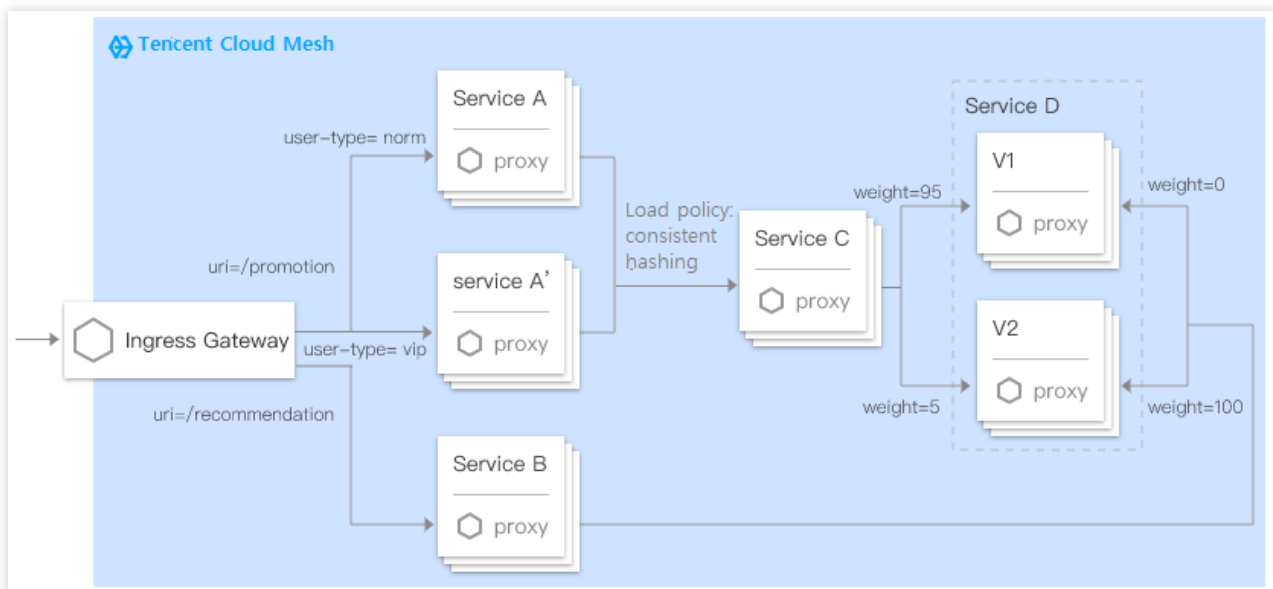 Tencent Cloud Mesh
Service A
proxy
user-type= norm
uri=/promotion
service A’
proxy
Ingress Gateway
user-type= vip
uri=/recommendation
Service B
proxy
Load policy:
consistent
hashing
Service C
proxy
weight=95
weight=5
Service D
V1
proxy
V2
proxy
weight=0
weight=100